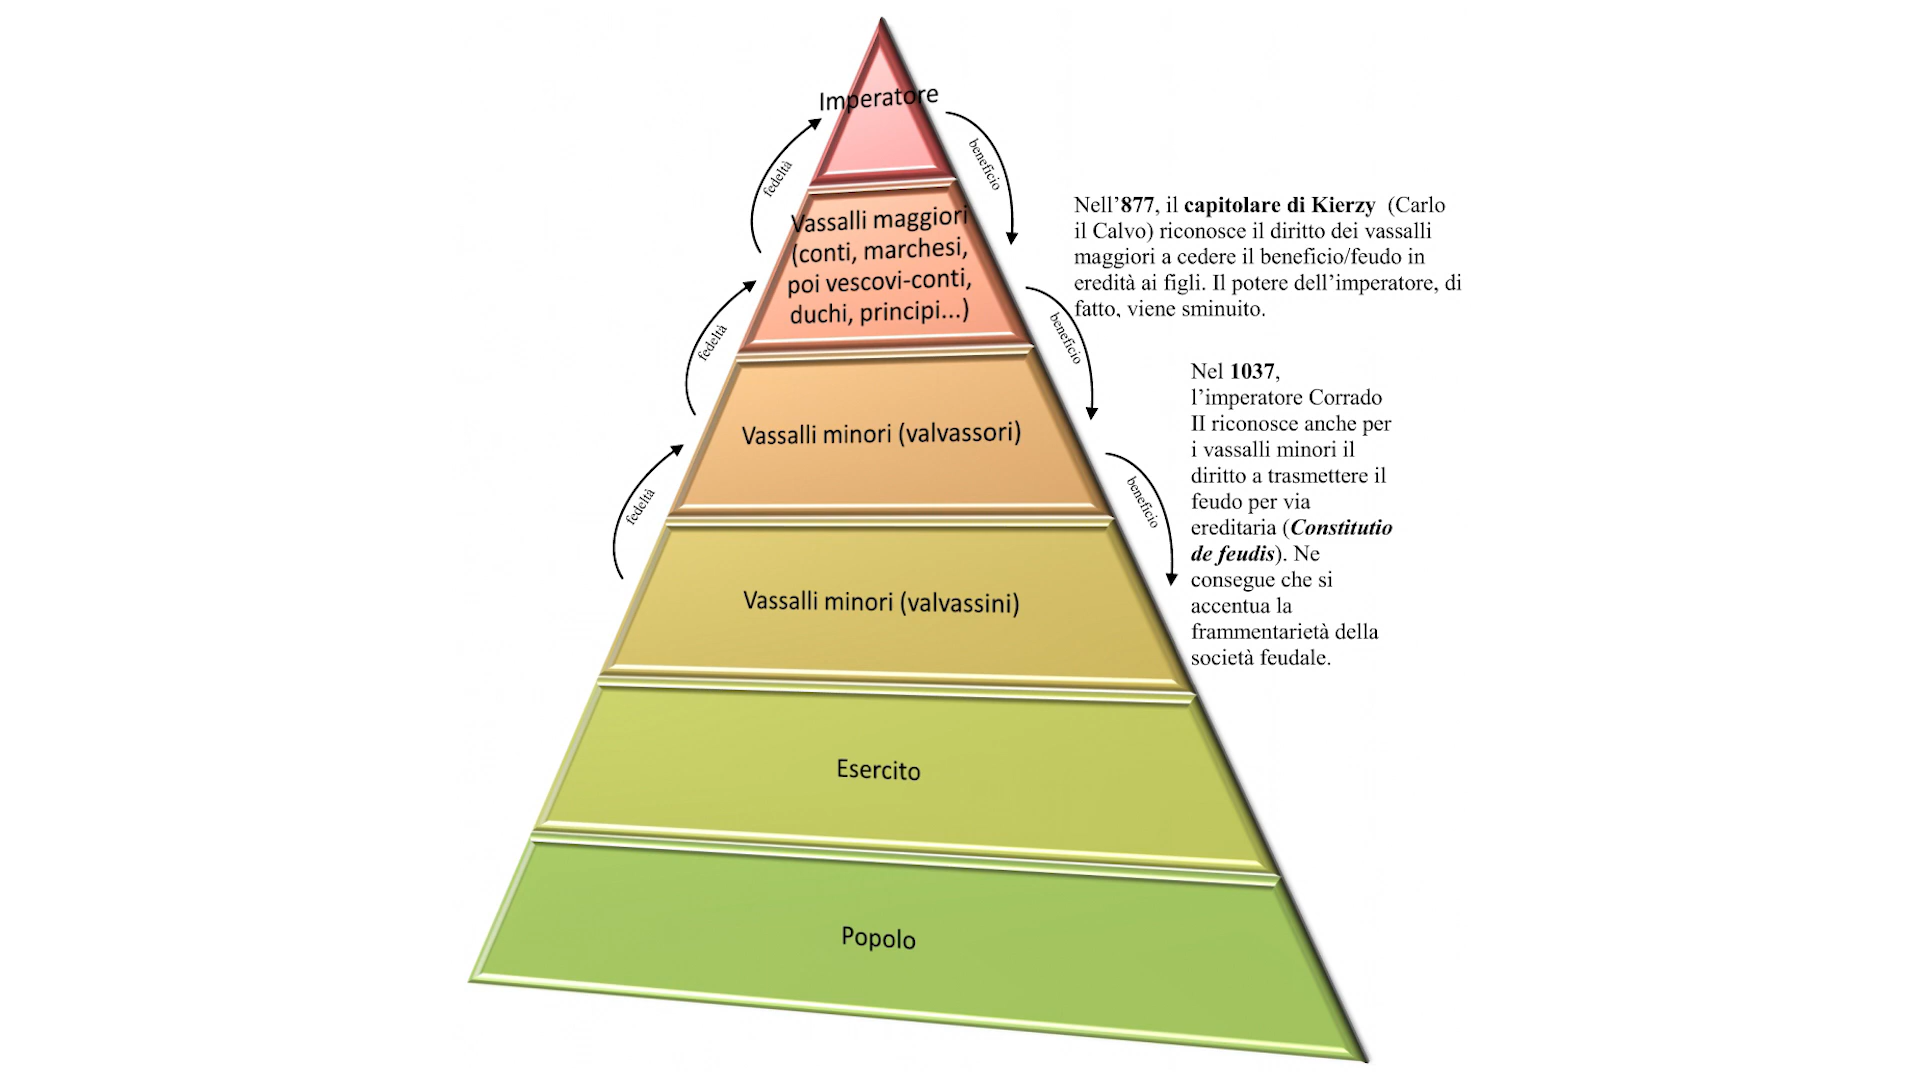 Imperatore
fedeltà
beneficio
Vassalli maggiori
(conti, marchesi,
poi vescovi-conti,
duchi, principi...)
Nell’877, il capitolare di Kierzy (Carlo
il Calvo) riconosce il diritto dei vassalli
maggiori a cedere il beneficio/feudo in
eredità ai figli. Il potere dell’imperatore, di
fatto, viene sminuito.
fedeltà
beneficio
Vassalli minori (valvassori)
Nel 1037,
l’imperatore Corrado
II riconosce anche per
i vassalli minori il
diritto a trasmettere il
feudo per via
ereditaria (Constitutio
de feudis). Ne
consegue che si
accentua la
frammentarietà della
società feudale.
fedeltà
beneficio
Vassalli minori (valvassini)
Esercito
Popolo